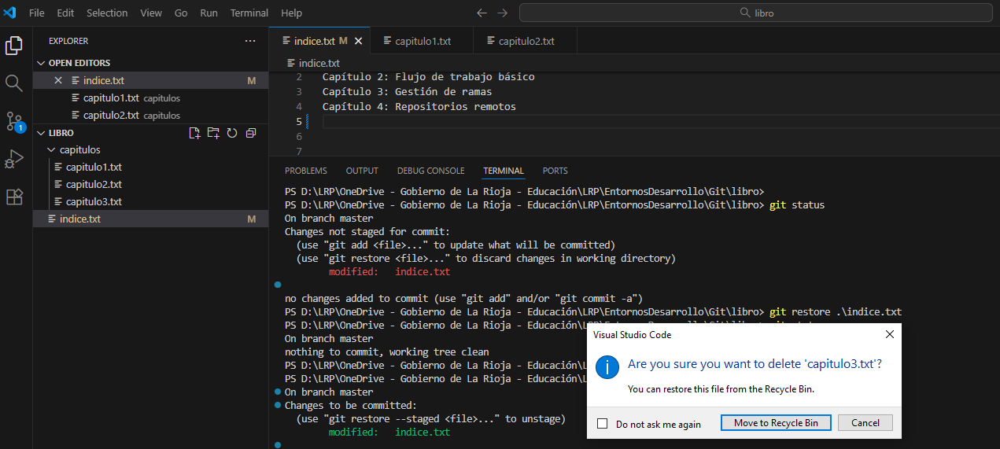 File Edit Selection View Go Run Terminal Help
libro
EXPLORER
OPEN EDITORS
indice.txt M
capitulo1.txt capitulos
capitulo2.txt capitulos
LIBRO
capitulos
capitulo1.txt
capitulo2.txt
capitulo3.txt
indice.txt M
1
indice.txt M capitulo1.txt capitulo2.txt
indice.txt
2 Capítulo 2: Flujo de trabajo básico
3 Capítulo 3: Gestión de ramas
4 Capítulo 4: Repositorios remotos
5
6
7
PROBLEMS OUTPUT DEBUG CONSOLE TERMINAL PORTS
PS D:\LRP\OneDrive - Gobierno de La Rioja - Educación\LRP\EntornosDesarrollo\Git\libro>
PS D:\LRP\OneDrive - Gobierno de La Rioja - Educación\LRP\EntornosDesarrollo\Git\libro> git status
On branch master
Changes not staged for commit:
(use "git add <file>..." to update what will be committed)
(use "git restore <file>..." to discard changes in working directory)
modified: indice.txt
no changes added to commit (use "git add" and/or "git commit -a")
PS D:\LRP\OneDrive - Gobierno de La Rioja - Educación\LRP\EntornosDesarrollo\Git\libro> git restore .\indice.txt
PS D:\LRP\OneDrive - Gobierno de La Rioja - Educación\L
On branch master
nothing to commit, working tree clean
PS D:\LRP\OneDrive - Gobierno de La Rioja - Educación\L
PS D:\LRP\OneDrive - Gobierno de La Rioja - Educación\L
On branch master
Changes to be committed:
(use "git restore --staged <file>..." to unstage)
modified: indice.txt
Visual Studio Code
Are you sure you want to delete 'capitulo3.txt'?
You can restore this file from the Recycle Bin.
Do not ask me again
Move to Recycle Bin
Cancel